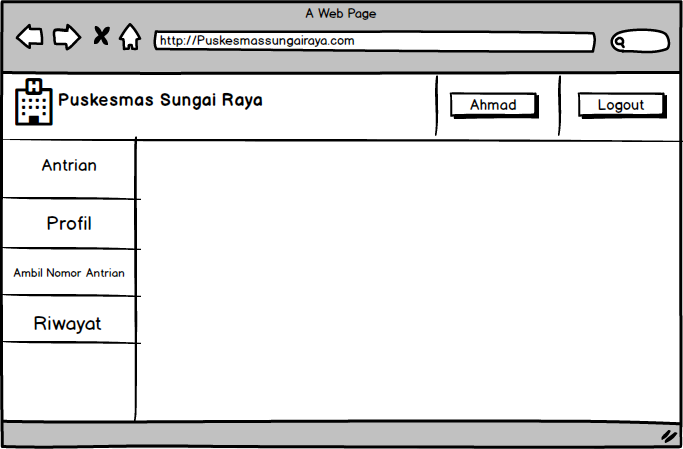 A Web Page
http://Puskesmassungairaya.com
H
Puskesmas Sungai Raya
Ahmad
Logout
Antrian
Profil
Ambil Nomor Antrian
Riwayat